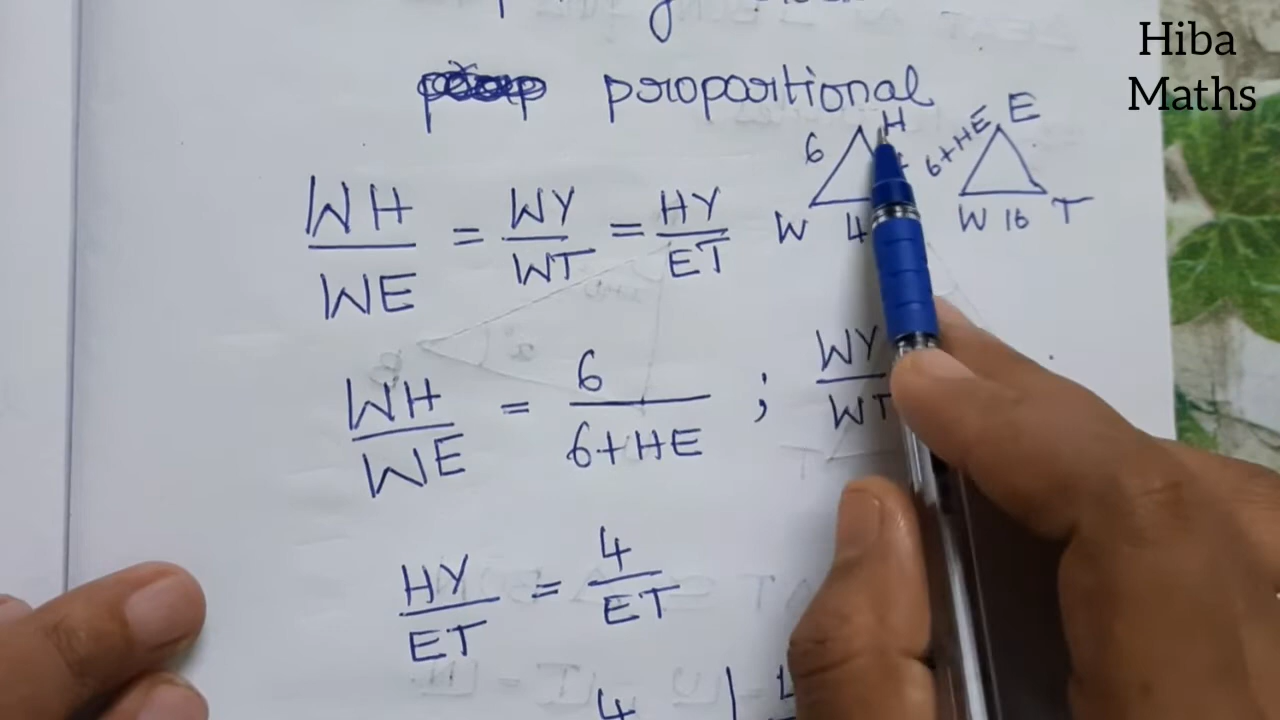 Hiba
Maths
proportional
WH/WE = WY/WT = HY/ET
6 H
W 4
6+HE E
W 16 T
WH/WE = 6/6+HE ; WY/WT
HY/ET = 4/ET
4